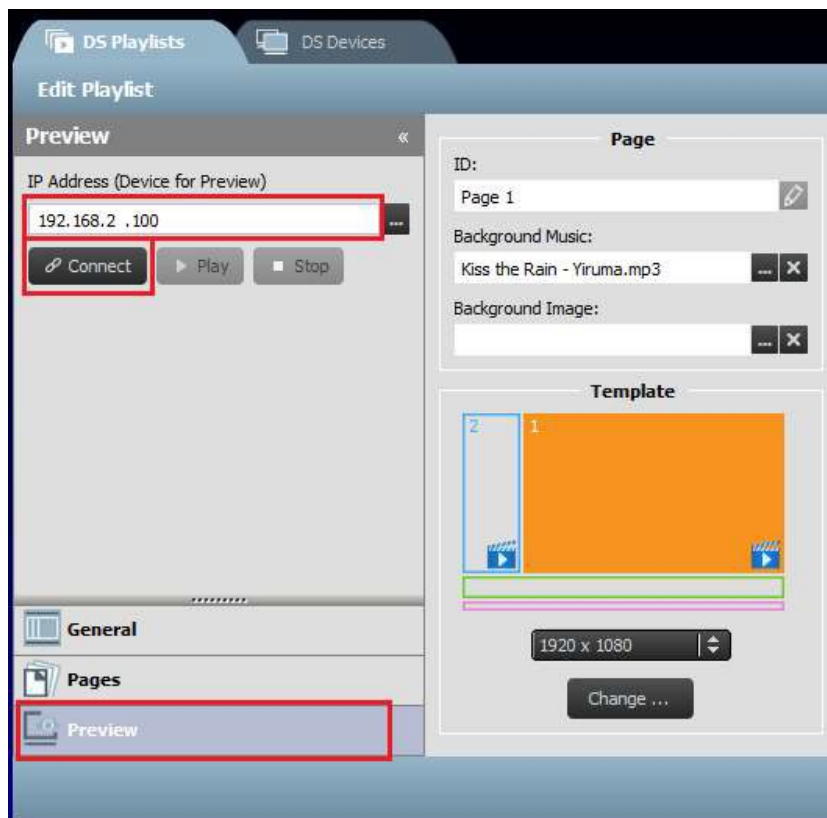 DS Playlists
DS Devices
Edit Playlist
Preview
«
IP Address (Device for Preview)
192.168.2 .100
...
Connect
Play
Stop
General
Pages
Preview
Page
ID:
Page 1
Background Music:
Kiss the Rain - Yiruma.mp3
...
Background Image:
...
Template
2
1
1920 x 1080
Change ...